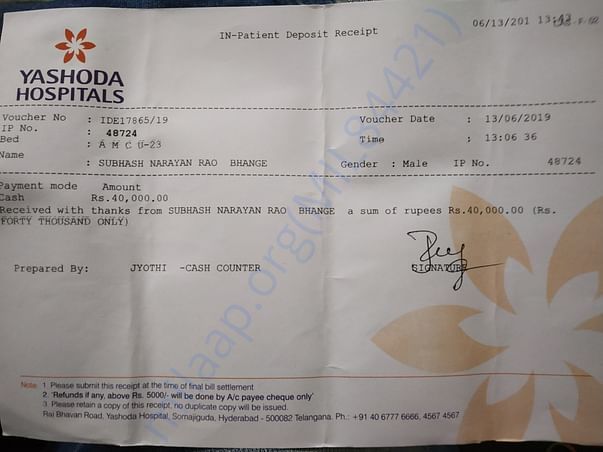 06/13/201 13:43
IN-Patient Deposit Receipt
YASHODA
HOSPITALS
Voucher No : IDE17865/19 Voucher Date : 13/06/2019
IP No. : 48724 Time : 13:06 36
Bed : A M C U-23
Name : SUBHASH NARAYAN RAO BHANGE Gender : Male IP No. 48724
Payment mode Amount
Cash Rs.40,000.00
Received with thanks from SUBHASH NARAYAN RAO BHANGE a sum of rupees Rs.40,000.00 (Rs.
FORTY THOUSAND ONLY)
SIGNATURE
Prepared By: JYOTHI -CASH COUNTER
Note: 1. Please submit this receipt at the time of final bill settlement
2. 'Refunds if any, above Rs. 5000/- will be done by A/c payee cheque only'
3. Please retain a copy of this receipt, no duplicate copy will be issued.
Raj Bhavan Road, Yashoda Hospital, Somajiguda, Hyderabad - 500082 Telangana. Ph.: +91 40 6777 6666, 4567 4567